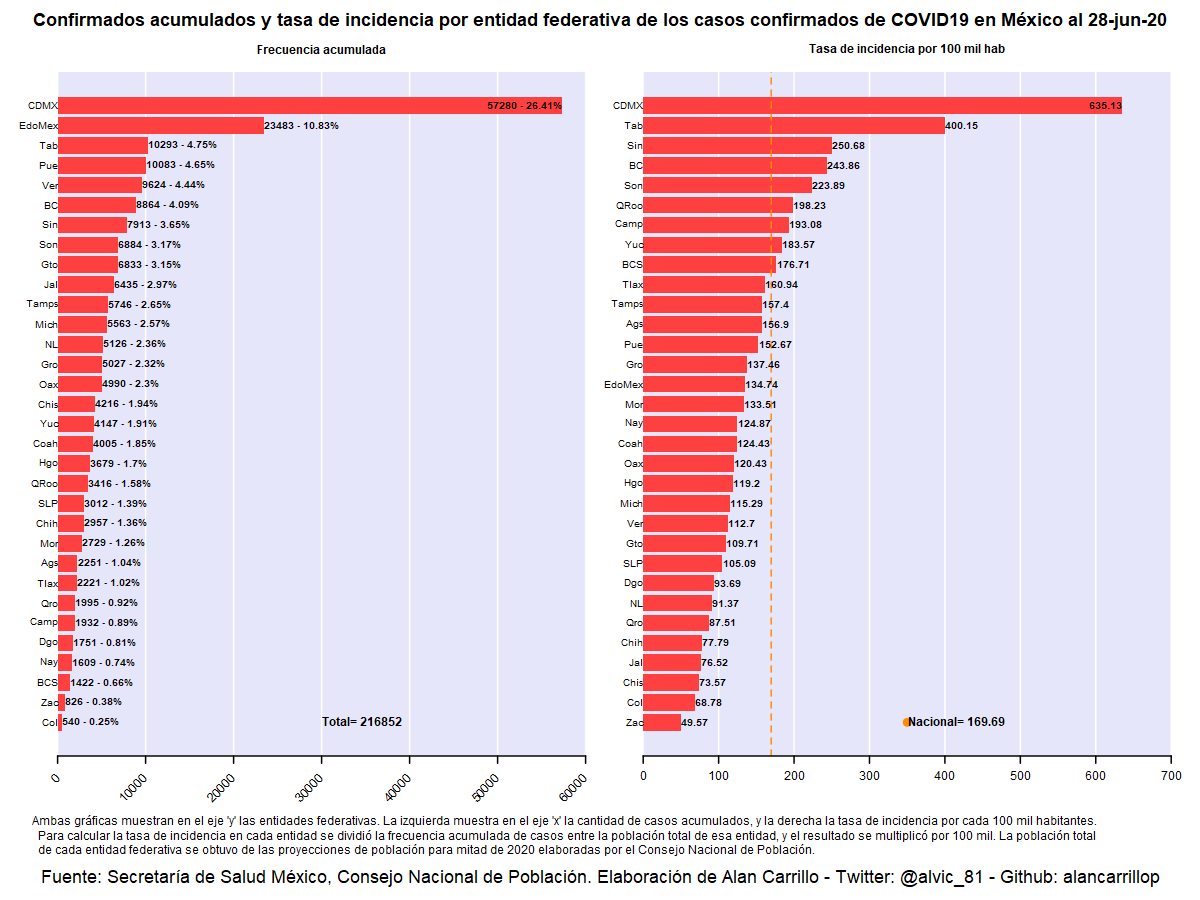 Confirmados acumulados y tasa de incidencia por entidad federativa de los casos confirmados de COVID19 en México al 28-jun-20
Frecuencia acumulada
CDMX 57280 - 26.41%
EdoMex 23483 - 10.83%
Tab 10293 - 4.75%
Pue 10083 - 4.65%
Ver 9624 - 4.44%
BC 8864 - 4.09%
Sin 7913 - 3.65%
Son 6884 - 3.17%
Gto 6833 - 3.15%
Jal 6435 - 2.97%
Tamps 5746 - 2.65%
Mich 5563 - 2.57%
NL 5126 - 2.36%
Gro 5027 - 2.32%
Oax 4990 - 2.3%
Chis 4216 - 1.94%
Yuc 4147 - 1.91%
Coah 4005 - 1.85%
Hgo 3679 - 1.7%
QRoo 3416 - 1.58%
SLP 3012 - 1.39%
Chih 2957 - 1.36%
Mor 2729 - 1.26%
Ags 2251 - 1.04%
Tlax 2221 - 1.02%
Qro 1995 - 0.92%
Camp 1932 - 0.89%
Dgo 1751 - 0.81%
Nay 1609 - 0.74%
BCS 1422 - 0.66%
Zac 826 - 0.38%
Col 540 - 0.25% Total= 216852
0 10000 20000 30000 40000 50000 60000
Tasa de incidencia por 100 mil hab
CDMX 635.13
Tab 400.15
Sin 250.68
BC 243.86
Son 223.89
QRoo 198.23
Camp 193.08
Yuc 183.57
BCS 176.71
Tlax 160.94
Tamps 157.4
Ags 156.9
Pue 152.67
Gro 137.46
EdoMex 134.74
Mor 133.51
Nay 124.87
Coah 124.43
Oax 120.43
Hgo 119.2
Mich 115.29
Ver 112.7
Gto 109.71
SLP 105.09
Dgo 93.69
NL 91.37
Qro 87.51
Chih 77.79
Jal 76.52
Chis 73.57
Col 68.78
Zac 49.57 Nacional= 169.69
0 100 200 300 400 500 600 700
Ambas gráficas muestran en el eje 'y' las entidades federativas. La izquierda muestra en el eje 'x' la cantidad de casos acumulados, y la derecha la tasa de incidencia por cada 100 mil habitantes.
Para calcular la tasa de incidencia en cada entidad se dividió la frecuencia acumulada de casos entre la población total de esa entidad, y el resultado se multiplicó por 100 mil. La población total
de cada entidad federativa se obtuvo de las proyecciones de población para mitad de 2020 elaboradas por el Consejo Nacional de Población.
Fuente: Secretaría de Salud México, Consejo Nacional de Población. Elaboración de Alan Carrillo - Twitter: @alvic_81 - Github: alancarrillop